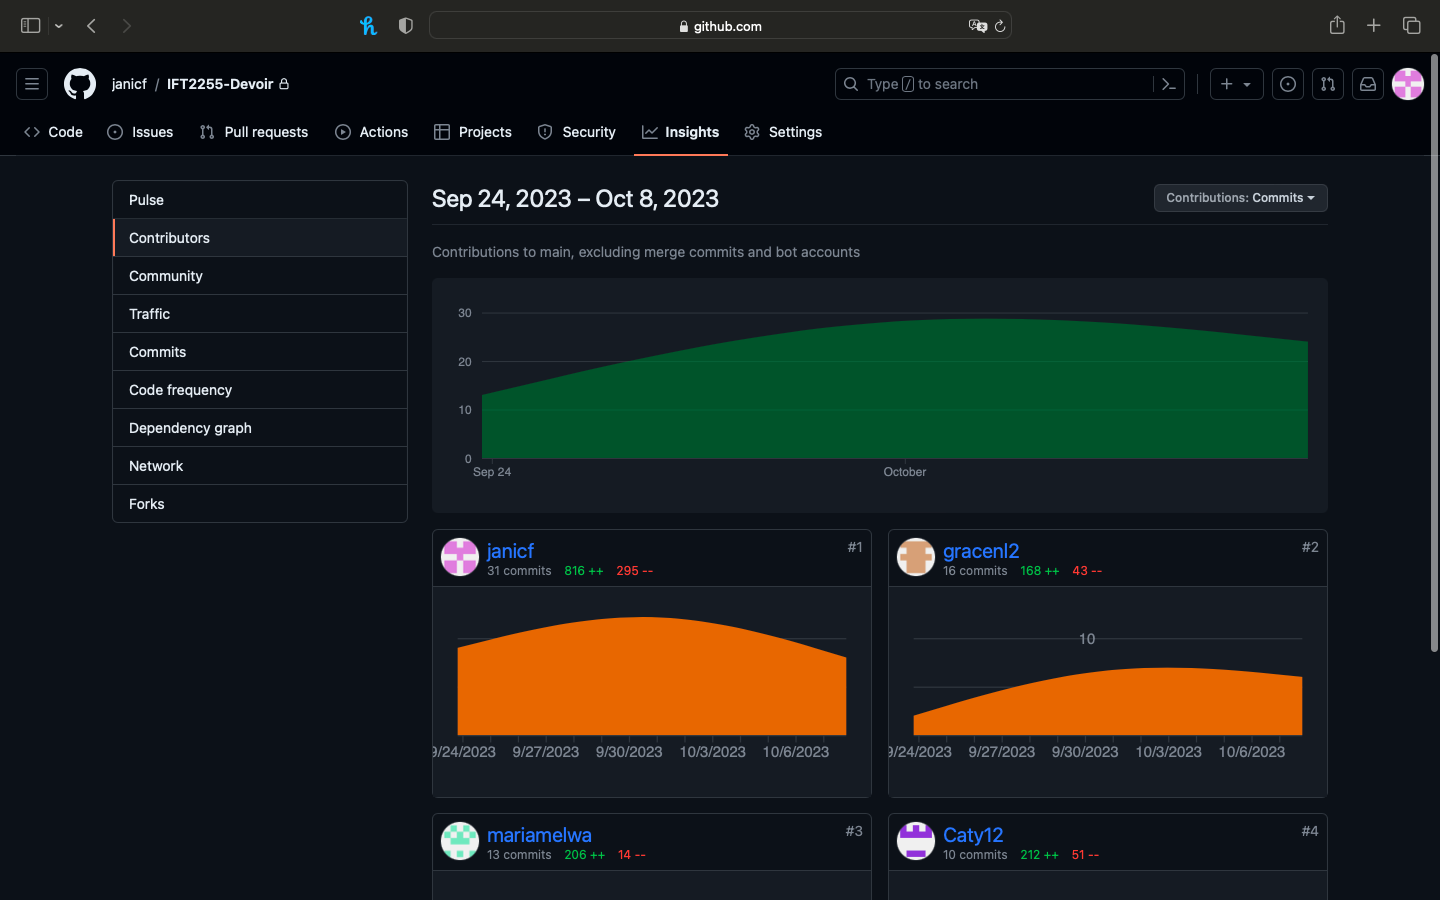 github.com
janicf / IFT2255-Devoir
Type / to search
Code
Issues
Pull requests
Actions
Projects
Security
Insights
Settings
Pulse
Contributors
Community
Traffic
Commits
Code frequency
Dependency graph
Network
Forks
Sep 24, 2023 – Oct 8, 2023
Contributions: Commits
Contributions to main, excluding merge commits and bot accounts
30
20
10
0
Sep 24
October
janicf
#1
31 commits 816 ++ 295 --
9/24/2023 9/27/2023 9/30/2023 10/3/2023 10/6/2023
gracenl2
#2
16 commits 168 ++ 43 --
10
9/24/2023 9/27/2023 9/30/2023 10/3/2023 10/6/2023
mariamelwa
#3
13 commits 206 ++ 14 --
Caty12
#4
10 commits 212 ++ 51 --